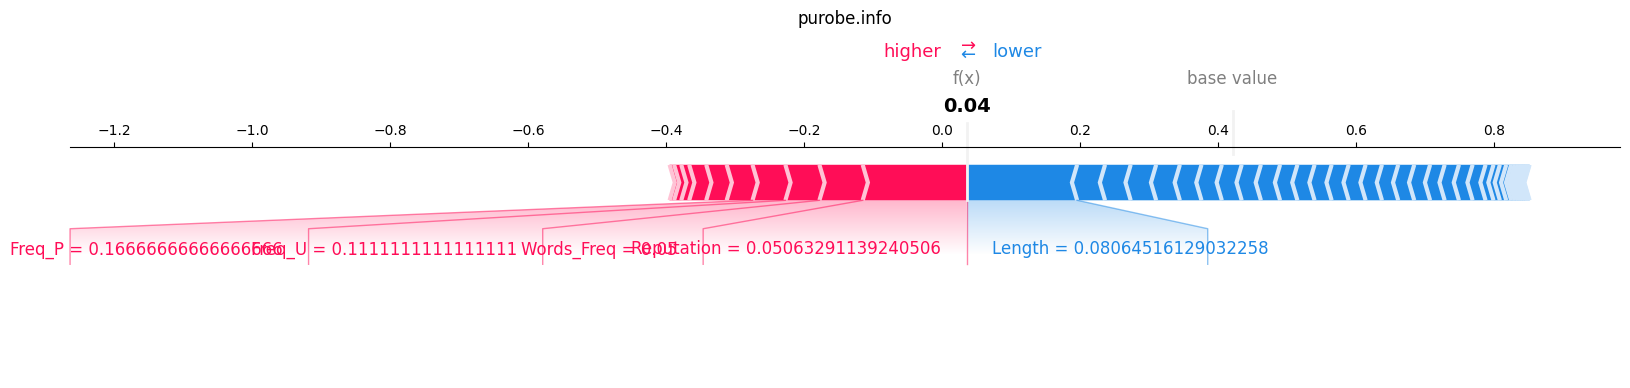 purobe.info
higher → lower
←
f(x) base value
0.04
−1.2 −1.0 −0.8 −0.6 −0.4 −0.2 0.0 0.2 0.4 0.6 0.8
Freq_P = 0.16666666666666666 Freq_U = 0.1111111111111111 Words_Freq = 0.05 Reputation = 0.05063291139240506 Length = 0.08064516129032258